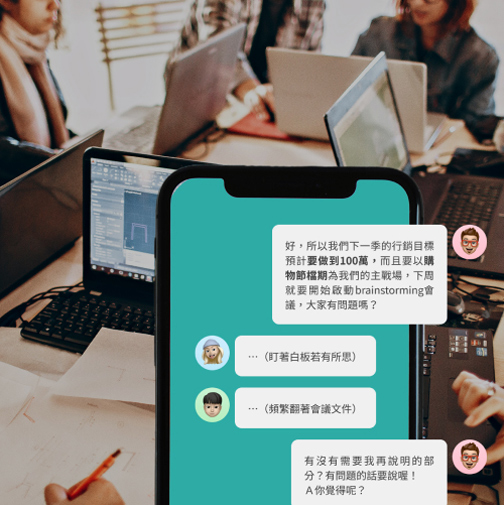 好，所以我們下一季的行銷目標
預計要做到100萬，而且要以購
物節檔期為我們的主戰場，下周
就要開始啟動brainstorming會
議，大家有問題嗎？
…（盯著白板若有所思）
…（頻繁翻著會議文件）
有沒有需要我再說明的部
分？有問題的話要說喔！
A你覺得呢？